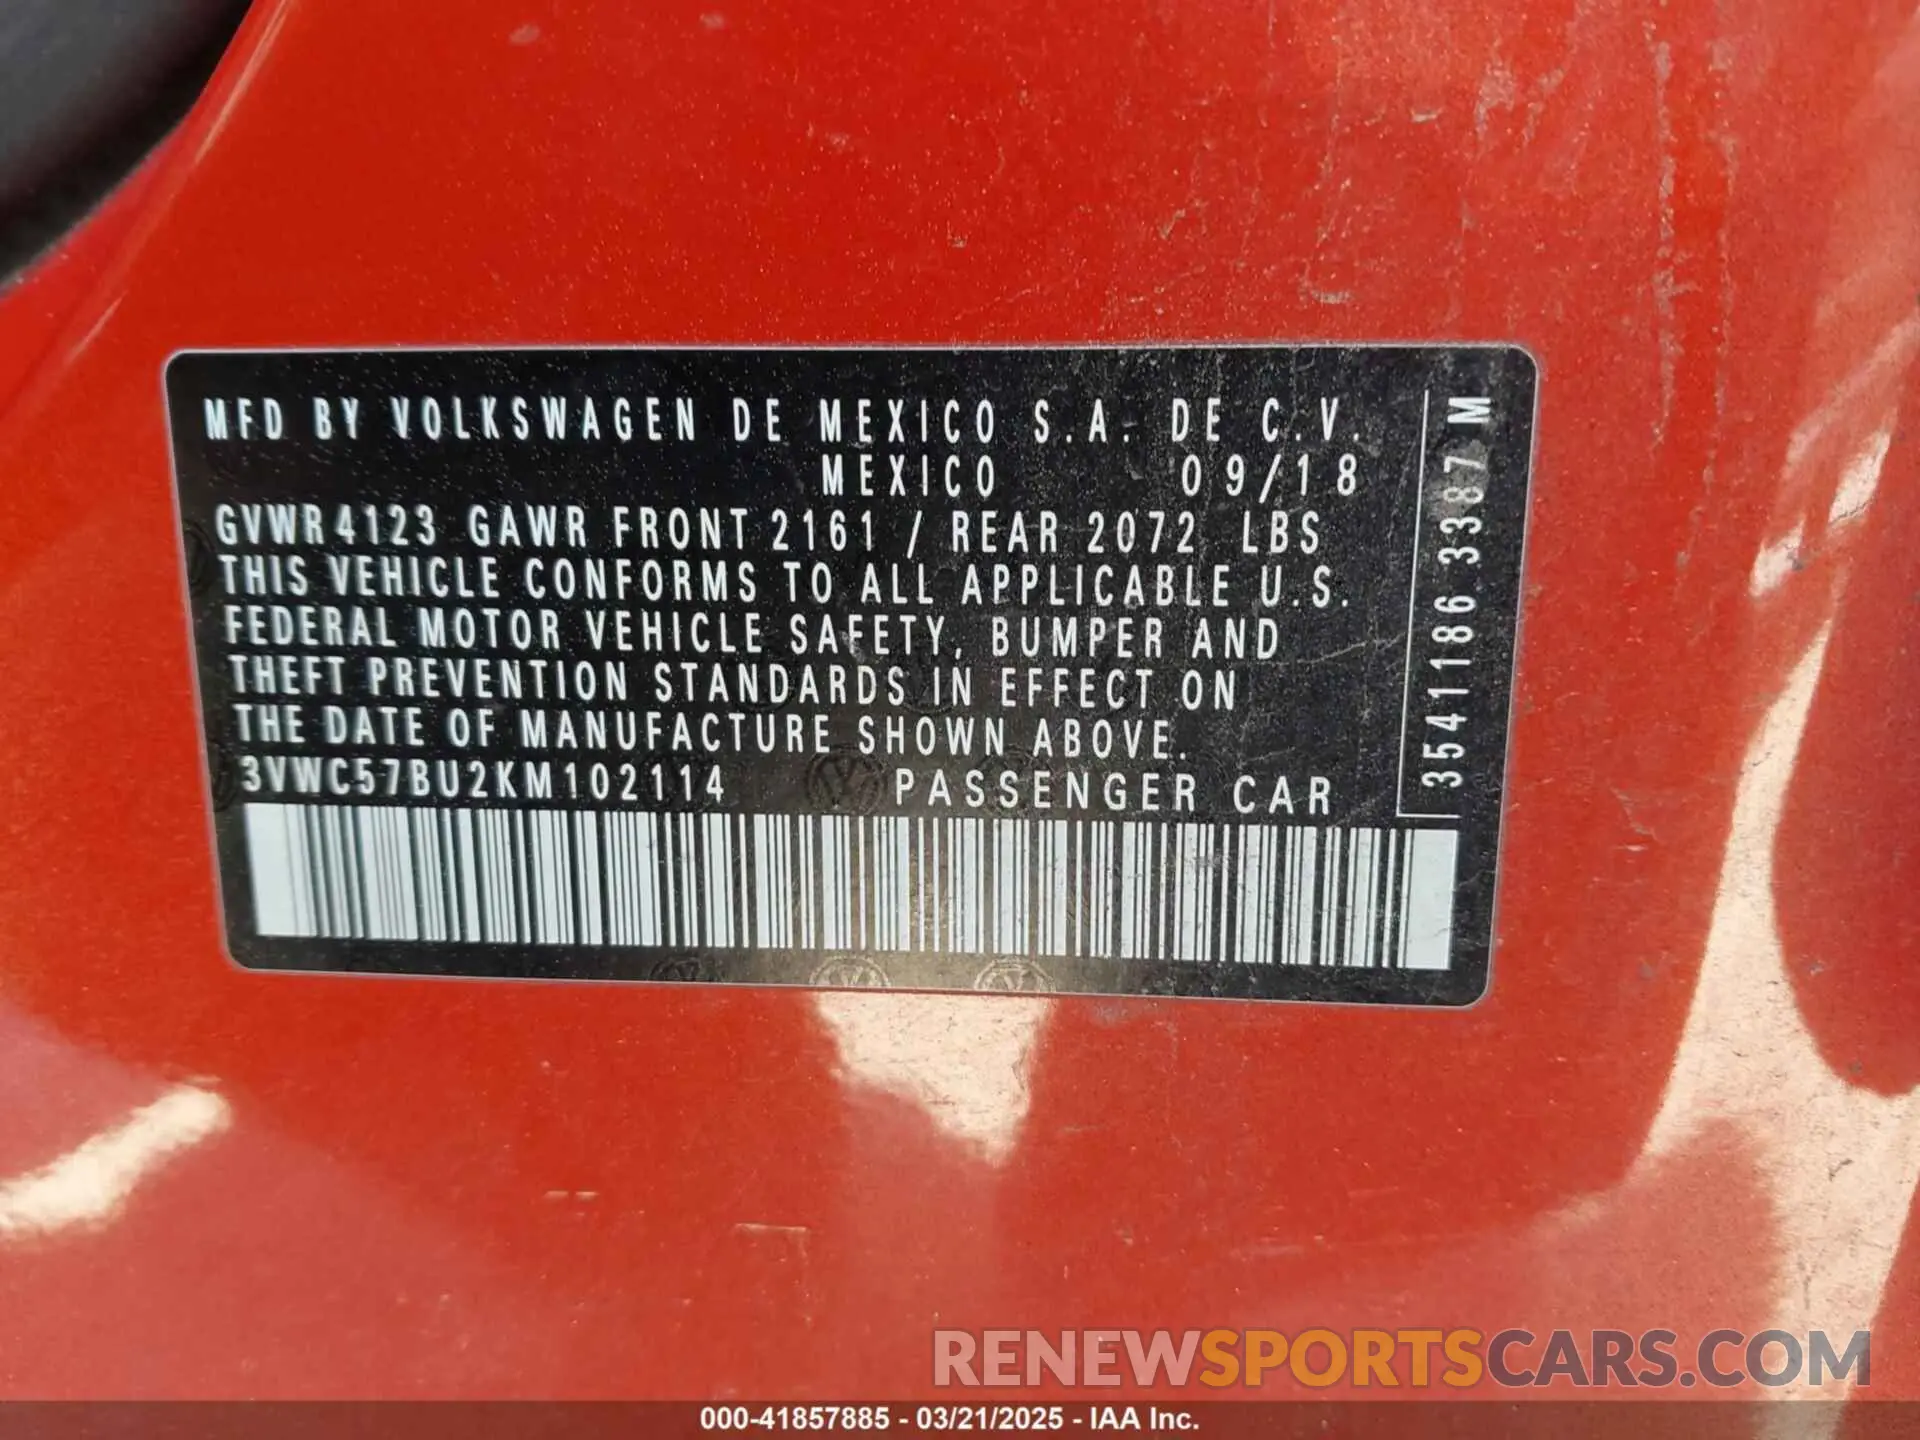 MFD BY VOLKSWAGEN DE MEXICO S.A. DE C.V.
MEXICO 09/18
GVWR 4123 GAWR FRONT 2161 / REAR 2072 LBS
THIS VEHICLE CONFORMS TO ALL APPLICABLE U.S.
FEDERAL MOTOR VEHICLE SAFETY, BUMPER AND
THEFT PREVENTION STANDARDS IN EFFECT ON
THE DATE OF MANUFACTURE SHOWN ABOVE.
3VWC57BU2KM102114 PASSENGER CAR
3541186 3387 M
RENEWSPORTSCARS.COM
000-41857885 - 03/21/2025 - IAA Inc.